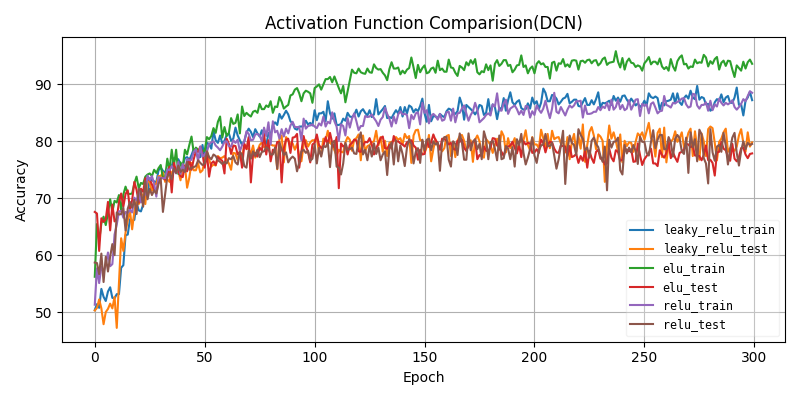 Activation Function Comparision(DCN)
Accuracy
90
80
70
60
50
0
50
100
150
200
250
300
Epoch
leaky_relu_train
leaky_relu_test
elu_train
elu_test
relu_train
relu_test